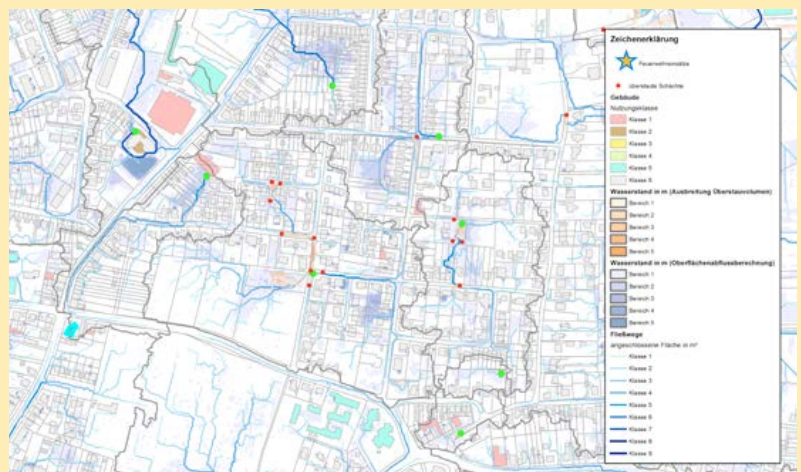 Zeichenerklärung
Feuerwehreinsätze
überstaute Schächte
Gebäude
Nutzungsklasse
Klasse 1
Klasse 2
Klasse 3
Klasse 4
Klasse 5
Klasse 6
Wasserstand in m (Ausbreitung Überstauvolumen)
Bereich 1
Bereich 2
Bereich 3
Bereich 4
Bereich 5
Wasserstand in m (Oberflächenabflussberechnung)
Bereich 1
Bereich 2
Bereich 3
Bereich 4
Bereich 5
Fließwege
angeschlossene Fläche in m²
Klasse 1
Klasse 2
Klasse 3
Klasse 4
Klasse 5
Klasse 6
Klasse 7
Klasse 8
Klasse 9